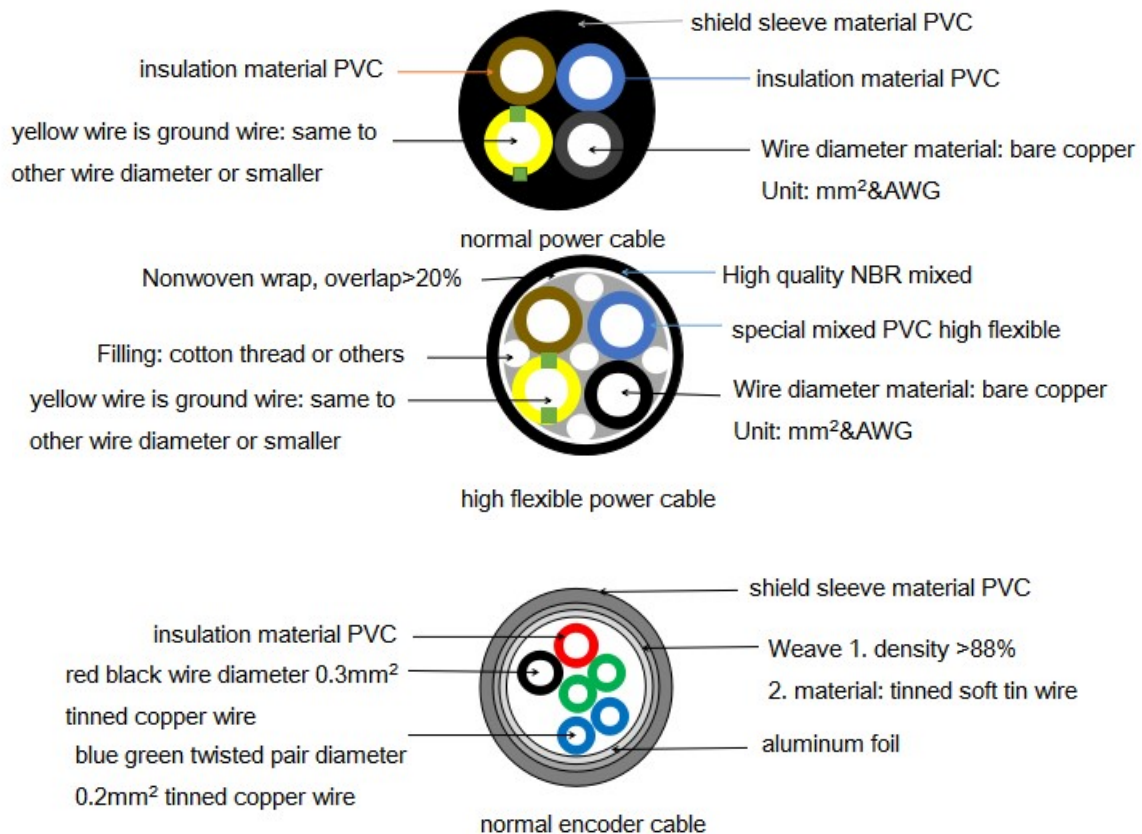 shield sleeve material PVC
insulation material PVC
insulation material PVC
yellow wire is ground wire: same to
other wire diameter or smaller
Wire diameter material: bare copper
Unit: mm²&AWG
normal power cable
Nonwoven wrap, overlap>20%
High quality NBR mixed
special mixed PVC high flexible
Filling: cotton thread or others
yellow wire is ground wire: same to
other wire diameter or smaller
Wire diameter material: bare copper
Unit: mm²&AWG
high flexible power cable
shield sleeve material PVC
insulation material PVC
red black wire diameter 0.3mm²
tinned copper wire
blue green twisted pair diameter
0.2mm² tinned copper wire
Weave 1. density >88%
2. material: tinned soft tin wire
aluminum foil
normal encoder cable